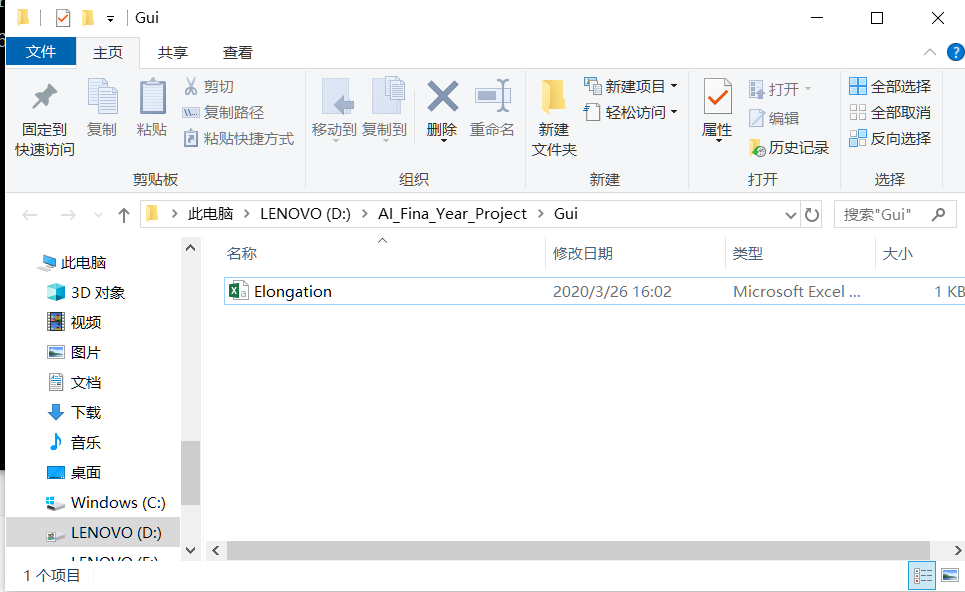 Gui
文件 主页 共享 查看
固定到 快速访问
复制
粘贴
剪切
复制路径
粘贴快捷方式
剪贴板
移动到 复制到 删除 重命名
组织
新建 文件夹
新建项目
轻松访问
新建
属性
打开
编辑
历史记录
打开
全部选择
全部取消
反向选择
选择
此电脑 > LENOVO (D:) > AI_Fina_Year_Project > Gui
搜索"Gui"
名称 修改日期 类型 大小
Elongation 2020/3/26 16:02 Microsoft Excel ... 1 KB
此电脑
3D 对象
视频
图片
文档
下载
音乐
桌面
Windows (C:)
LENOVO (D:)
1 个项目